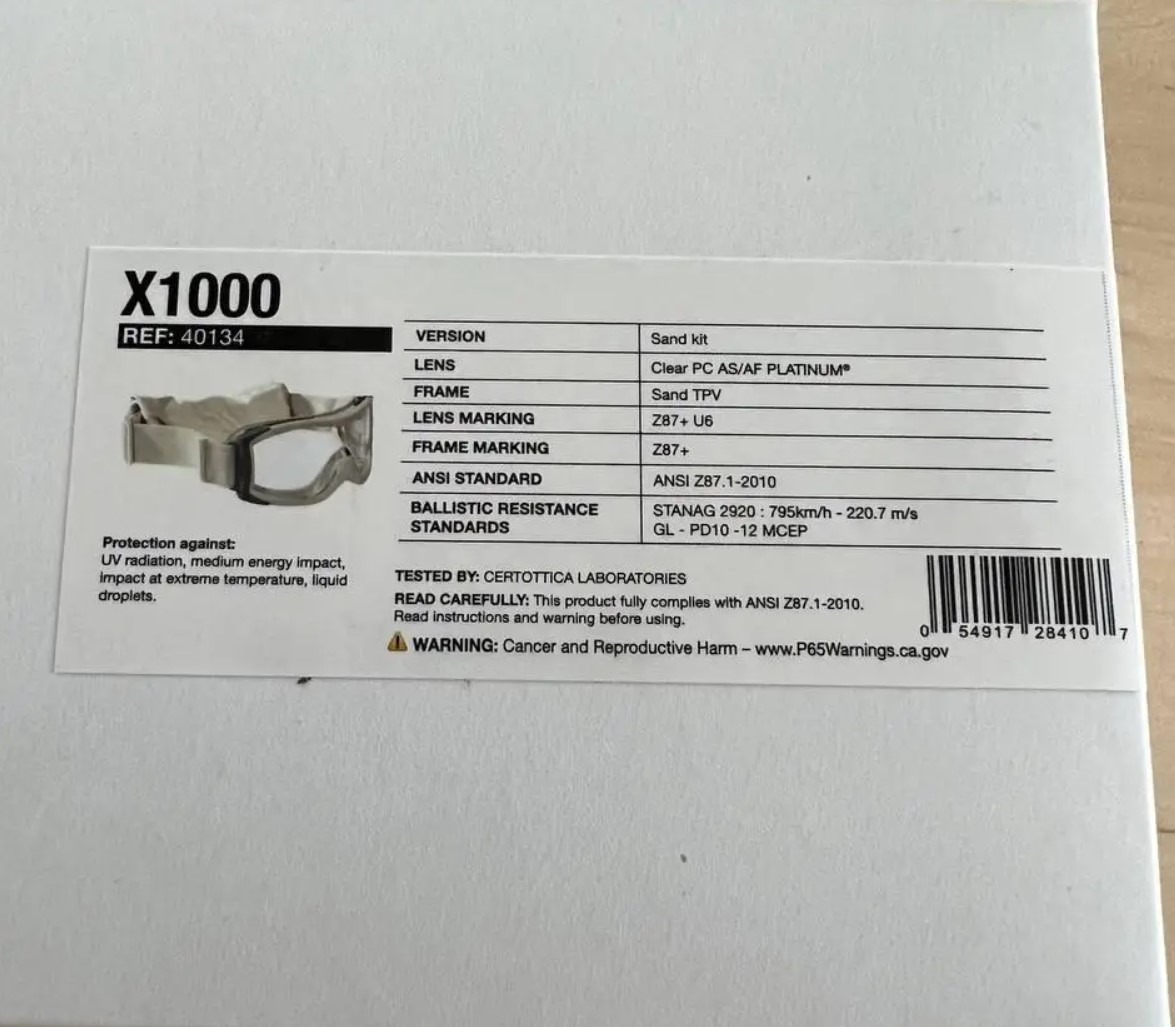 X1000
REF: 40134
VERSION Sand kit
LENS Clear PC AS/AF PLATINUM®
FRAME Sand TPV
LENS MARKING Z87+ U6
FRAME MARKING Z87+
ANSI STANDARD ANSI Z87.1-2010
BALLISTIC RESISTANCE STANDARDS STANAG 2920 : 795km/h - 220.7 m/s
GL - PD10 -12 MCEP
Protection against:
UV radiation, medium energy impact,
impact at extreme temperature, liquid
droplets.
TESTED BY: CERTOTTICA LABORATORIES
READ CAREFULLY: This product fully complies with ANSI Z87.1-2010.
Read instructions and warning before using.
WARNING: Cancer and Reproductive Harm – www.P65Warnings.ca.gov
0 54917 28410 7